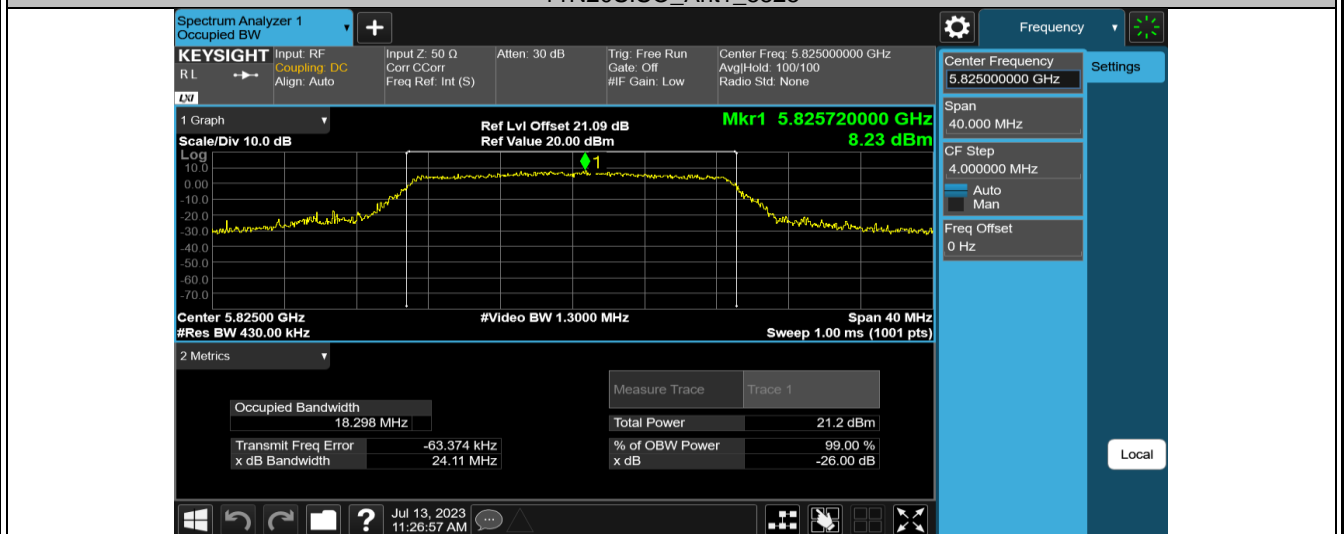 Spectrum Analyzer 1
Occupied BW
Frequency
KEYSIGHT
Input: RF
Input Z: 50 Ω
Atten: 30 dB
Trig: Free Run
Center Freq: 5.825000000 GHz
RL
Coupling: DC
Corr CCorr
Gate: Off
Avg|Hold: 100/100
Align: Auto
Freq Ref: Int (S)
#IF Gain: Low
Radio Std: None
LXI
Center Frequency
5.825000000 GHz
Settings
Span
40.000 MHz
CF Step
4.000000 MHz
Auto
Man
Freq Offset
0 Hz
Local
1 Graph
Ref Lvl Offset 21.09 dB
Mkr1 5.825720000 GHz
Scale/Div 10.0 dB
Ref Value 20.00 dBm
8.23 dBm
Log
1
10.0
0.00
-10.0
-20.0
-30.0
-40.0
-50.0
-60.0
-70.0
Center 5.82500 GHz
#Video BW 1.3000 MHz
Span 40 MHz
#Res BW 430.00 kHz
Sweep 1.00 ms (1001 pts)
2 Metrics
Measure Trace
Trace 1
Occupied Bandwidth
18.298 MHz
Total Power
21.2 dBm
Transmit Freq Error
-63.374 kHz
% of OBW Power
99.00 %
x dB Bandwidth
24.11 MHz
x dB
-26.00 dB
Jul 13, 2023
11:26:57 AM